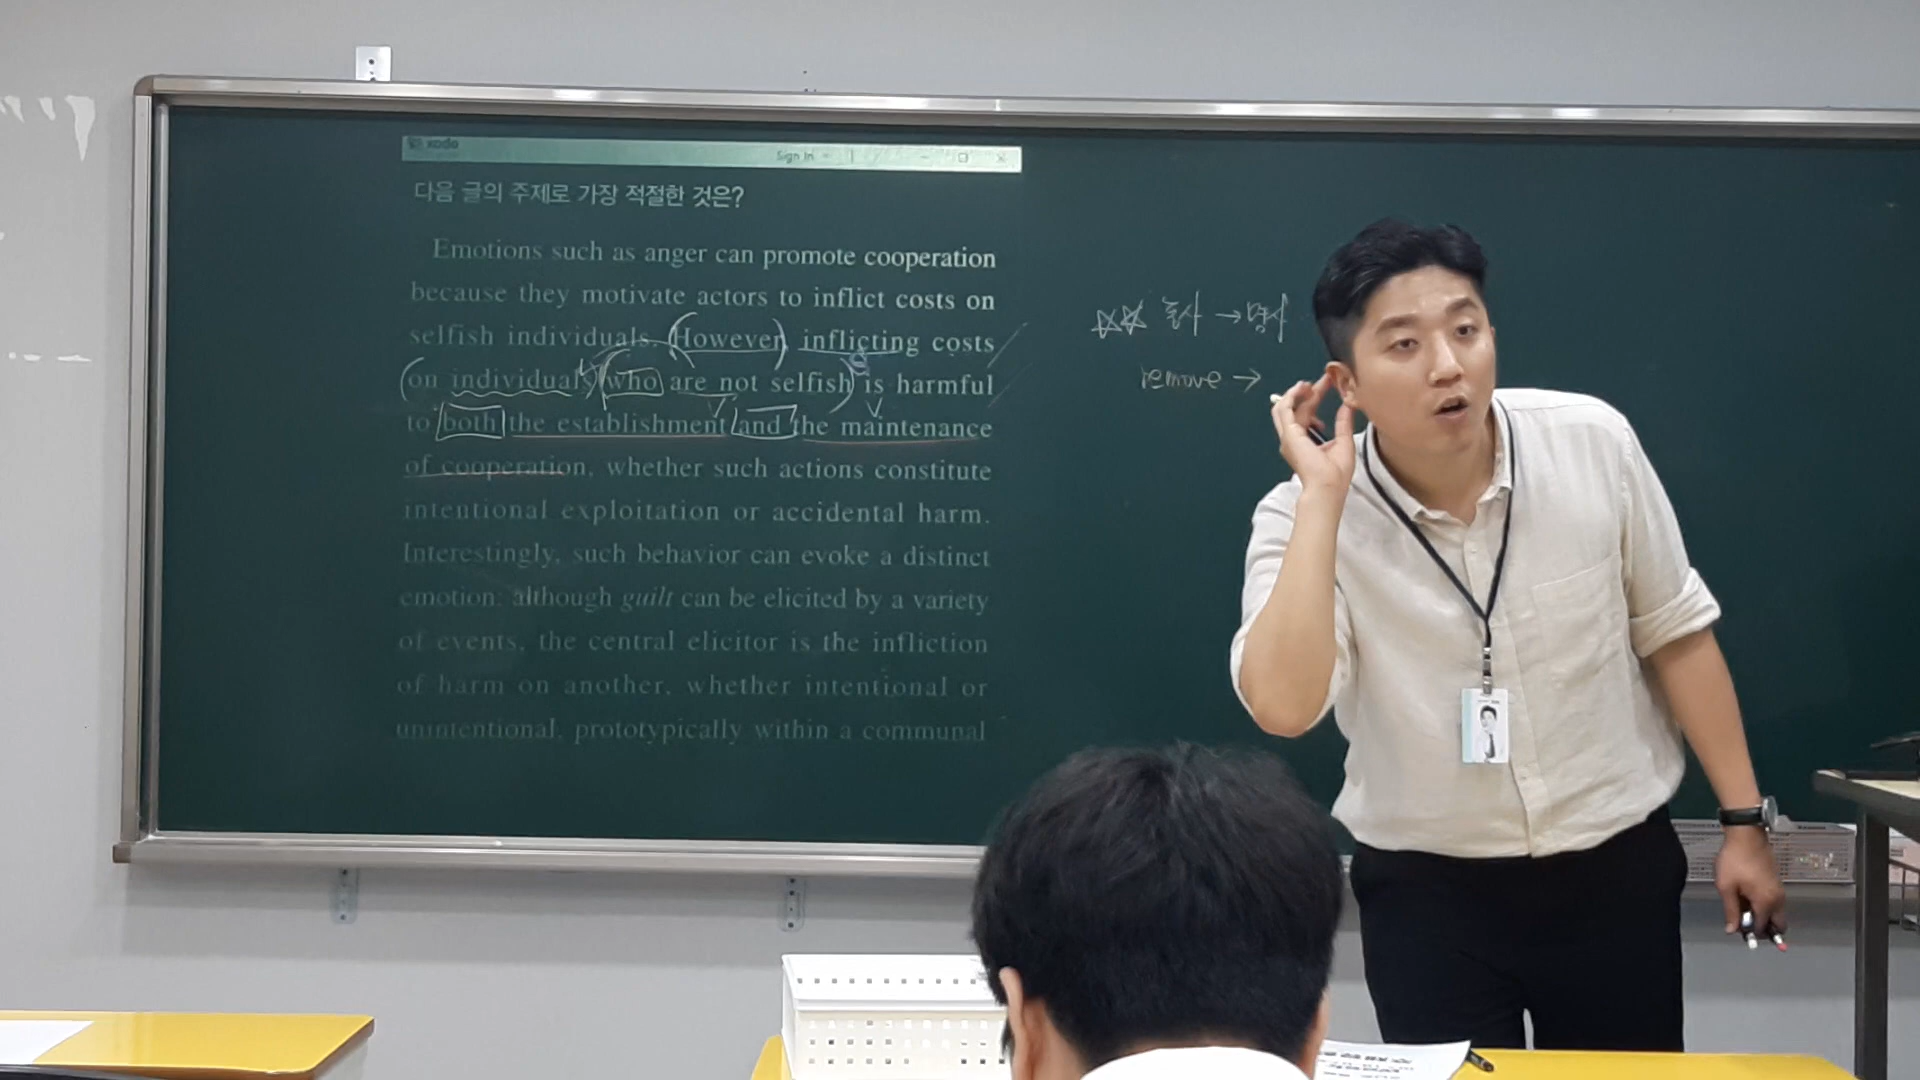 xodo
Sign In
다음 글의 주제로 가장 적절한 것은?
Emotions such as anger can promote cooperation
because they motivate actors to inflict costs on
selfish individuals. However, inflicting costs
on individuals who are not selfish is harmful
to both the establishment and the maintenance
of cooperation, whether such actions constitute
intentional exploitation or accidental harm.
Interestingly, such behavior can evoke a distinct
emotion: although guilt can be elicited by a variety
of events, the central elicitor is the infliction
of harm on another, whether intentional or
unintentional, prototypically within a communal
동사 → 명사
remove →